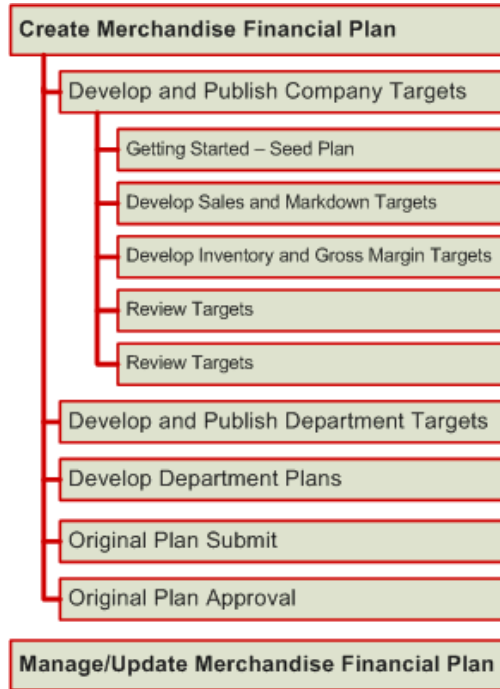 Create Merchandise Financial Plan
Develop and Publish Company Targets
Getting Started – Seed Plan
Develop Sales and Markdown Targets
Develop Inventory and Gross Margin Targets
Review Targets
Review Targets
Develop and Publish Department Targets
Develop Department Plans
Original Plan Submit
Original Plan Approval
Manage/Update Merchandise Financial Plan